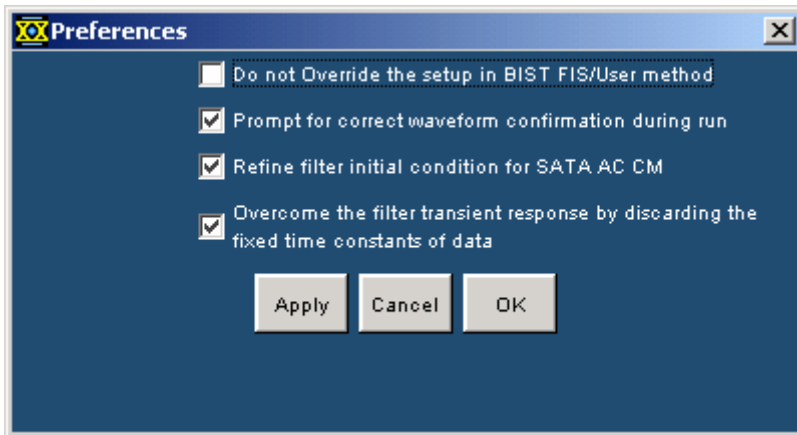 Preferences
Do not Override the setup in BIST FIS/User method
Prompt for correct waveform confirmation during run
Refine filter initial condition for SATA AC CM
Overcome the filter transient response by discarding the
fixed time constants of data
Apply Cancel OK